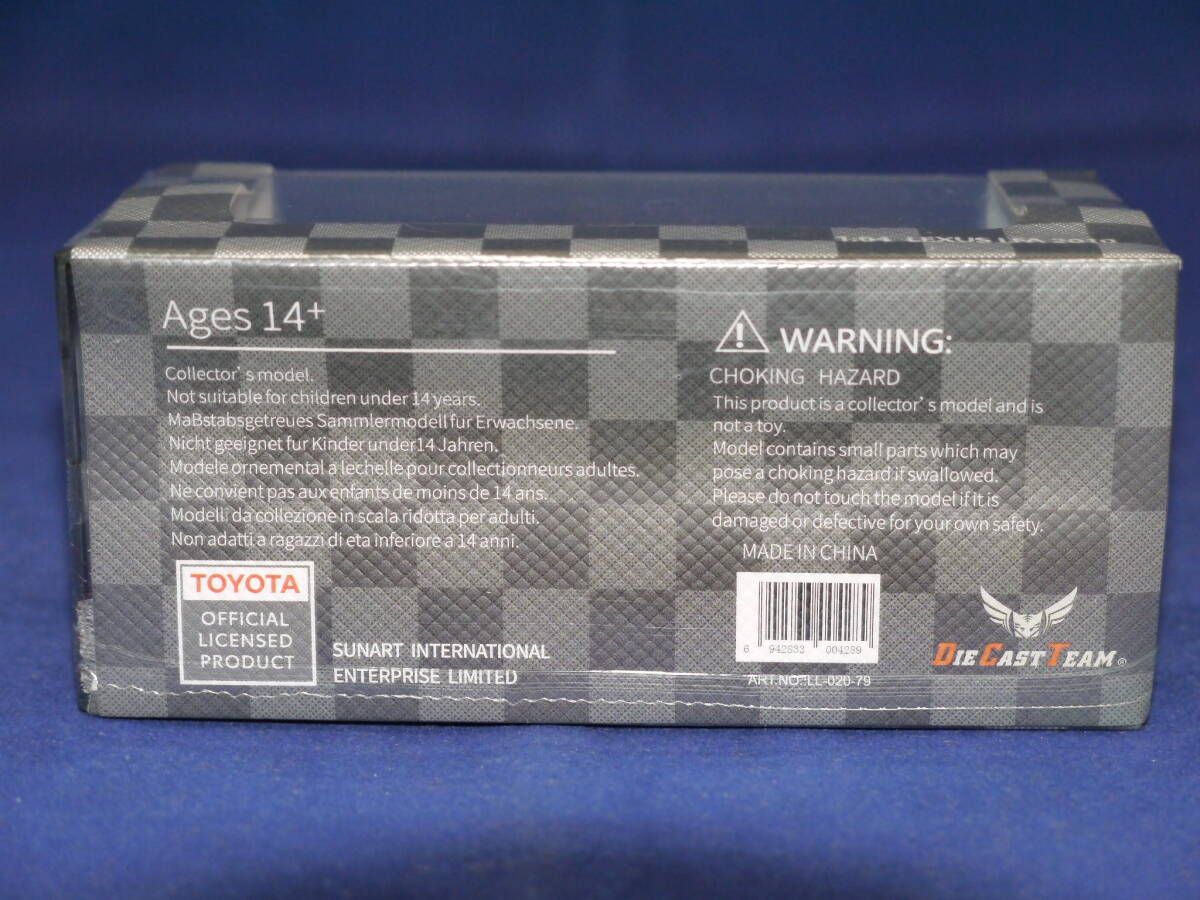 1:64 LEXUS LFA 2010
Ages 14+
Collector's model.
Not suitable for children under 14 years.
MaBstabsgetreues Sammlermodell fur Erwachsene.
Nicht geeignet fur Kinder under14 Jahren.
Modele ornemental a lechelle pour collectionneurs adultes.
Ne convient pas aux enfants de moins de 14 ans.
Modelli da collezione in scala ridotta per adulti.
Non adatti a ragazzi di eta inferiore a 14 anni.
TOYOTA
OFFICIAL
LICENSED
PRODUCT
SUNART INTERNATIONAL
ENTERPRISE LIMITED
WARNING:
CHOKING HAZARD
This product is a collector's model and is
not a toy.
Model contains small parts which may
pose a choking hazard if swallowed.
Please do not touch the model if it is
damaged or defective for your own safety.
MADE IN CHINA
6 942833 004289
ART.NO.:LL-020-79
DIE CAST TEAM®